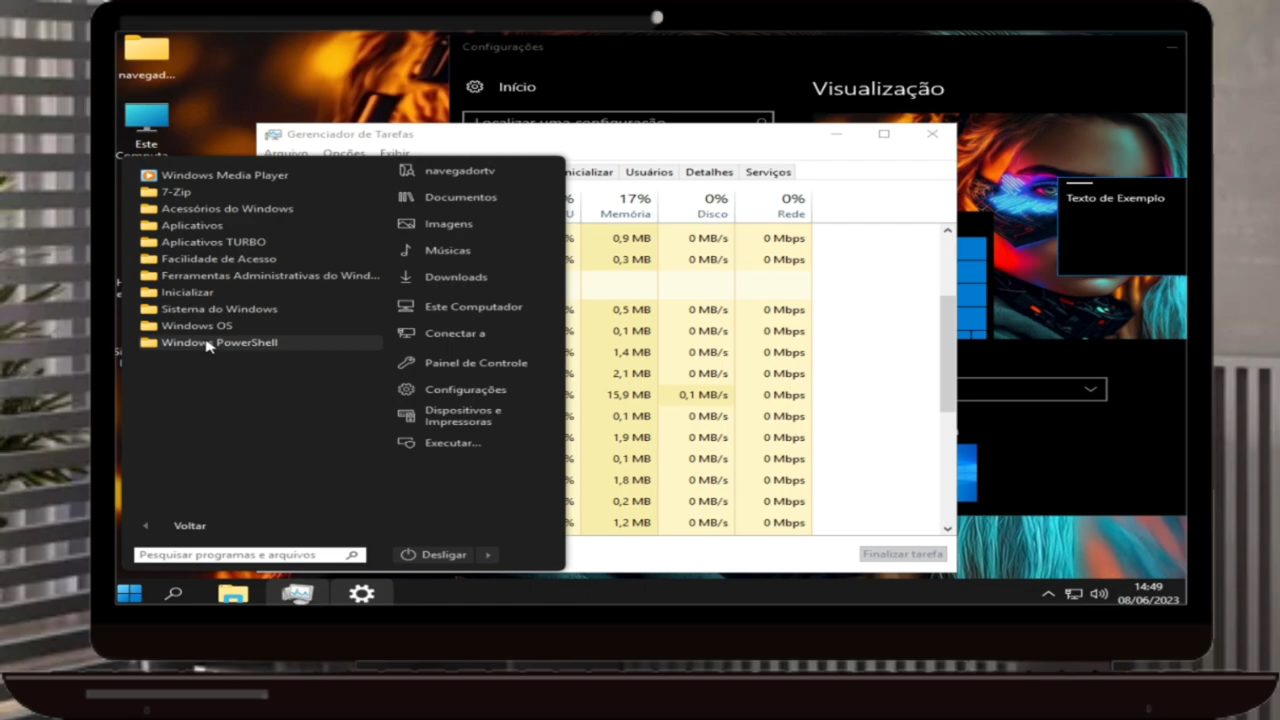 navegad...
Este
Configurações
Início
Visualização
Localizar uma configuração
Texto de Exemplo
Gerenciador de Tarefas
Arquivo Opções Exibir
Usuários Detalhes Serviços
17% 0% 0%
Memória Disco Rede
0,9 MB 0 MB/s 0 Mbps
0,3 MB 0 MB/s 0 Mbps
0,5 MB 0 MB/s 0 Mbps
0,1 MB 0 MB/s 0 Mbps
1,4 MB 0 MB/s 0 Mbps
2,1 MB 0 MB/s 0 Mbps
15,9 MB 0,1 MB/s 0 Mbps
0,1 MB 0 MB/s 0 Mbps
1,9 MB 0 MB/s 0 Mbps
0,1 MB 0 MB/s 0 Mbps
1,8 MB 0 MB/s 0 Mbps
0,2 MB 0 MB/s 0 Mbps
1,2 MB 0 MB/s 0 Mbps
Finalizar tarefa
Windows Media Player
7-Zip
Acessórios do Windows
Aplicativos
Aplicativos TURBO
Facilidade de Acesso
Ferramentas Administrativas do Wind...
Inicializar
Sistema do Windows
Windows OS
Windows PowerShell
Voltar
Pesquisar programas e arquivos
navegadortv
Documentos
Imagens
Músicas
Downloads
Este Computador
Conectar a
Painel de Controle
Configurações
Dispositivos e
Impressoras
Executar...
Desligar
14:49
08/06/2023